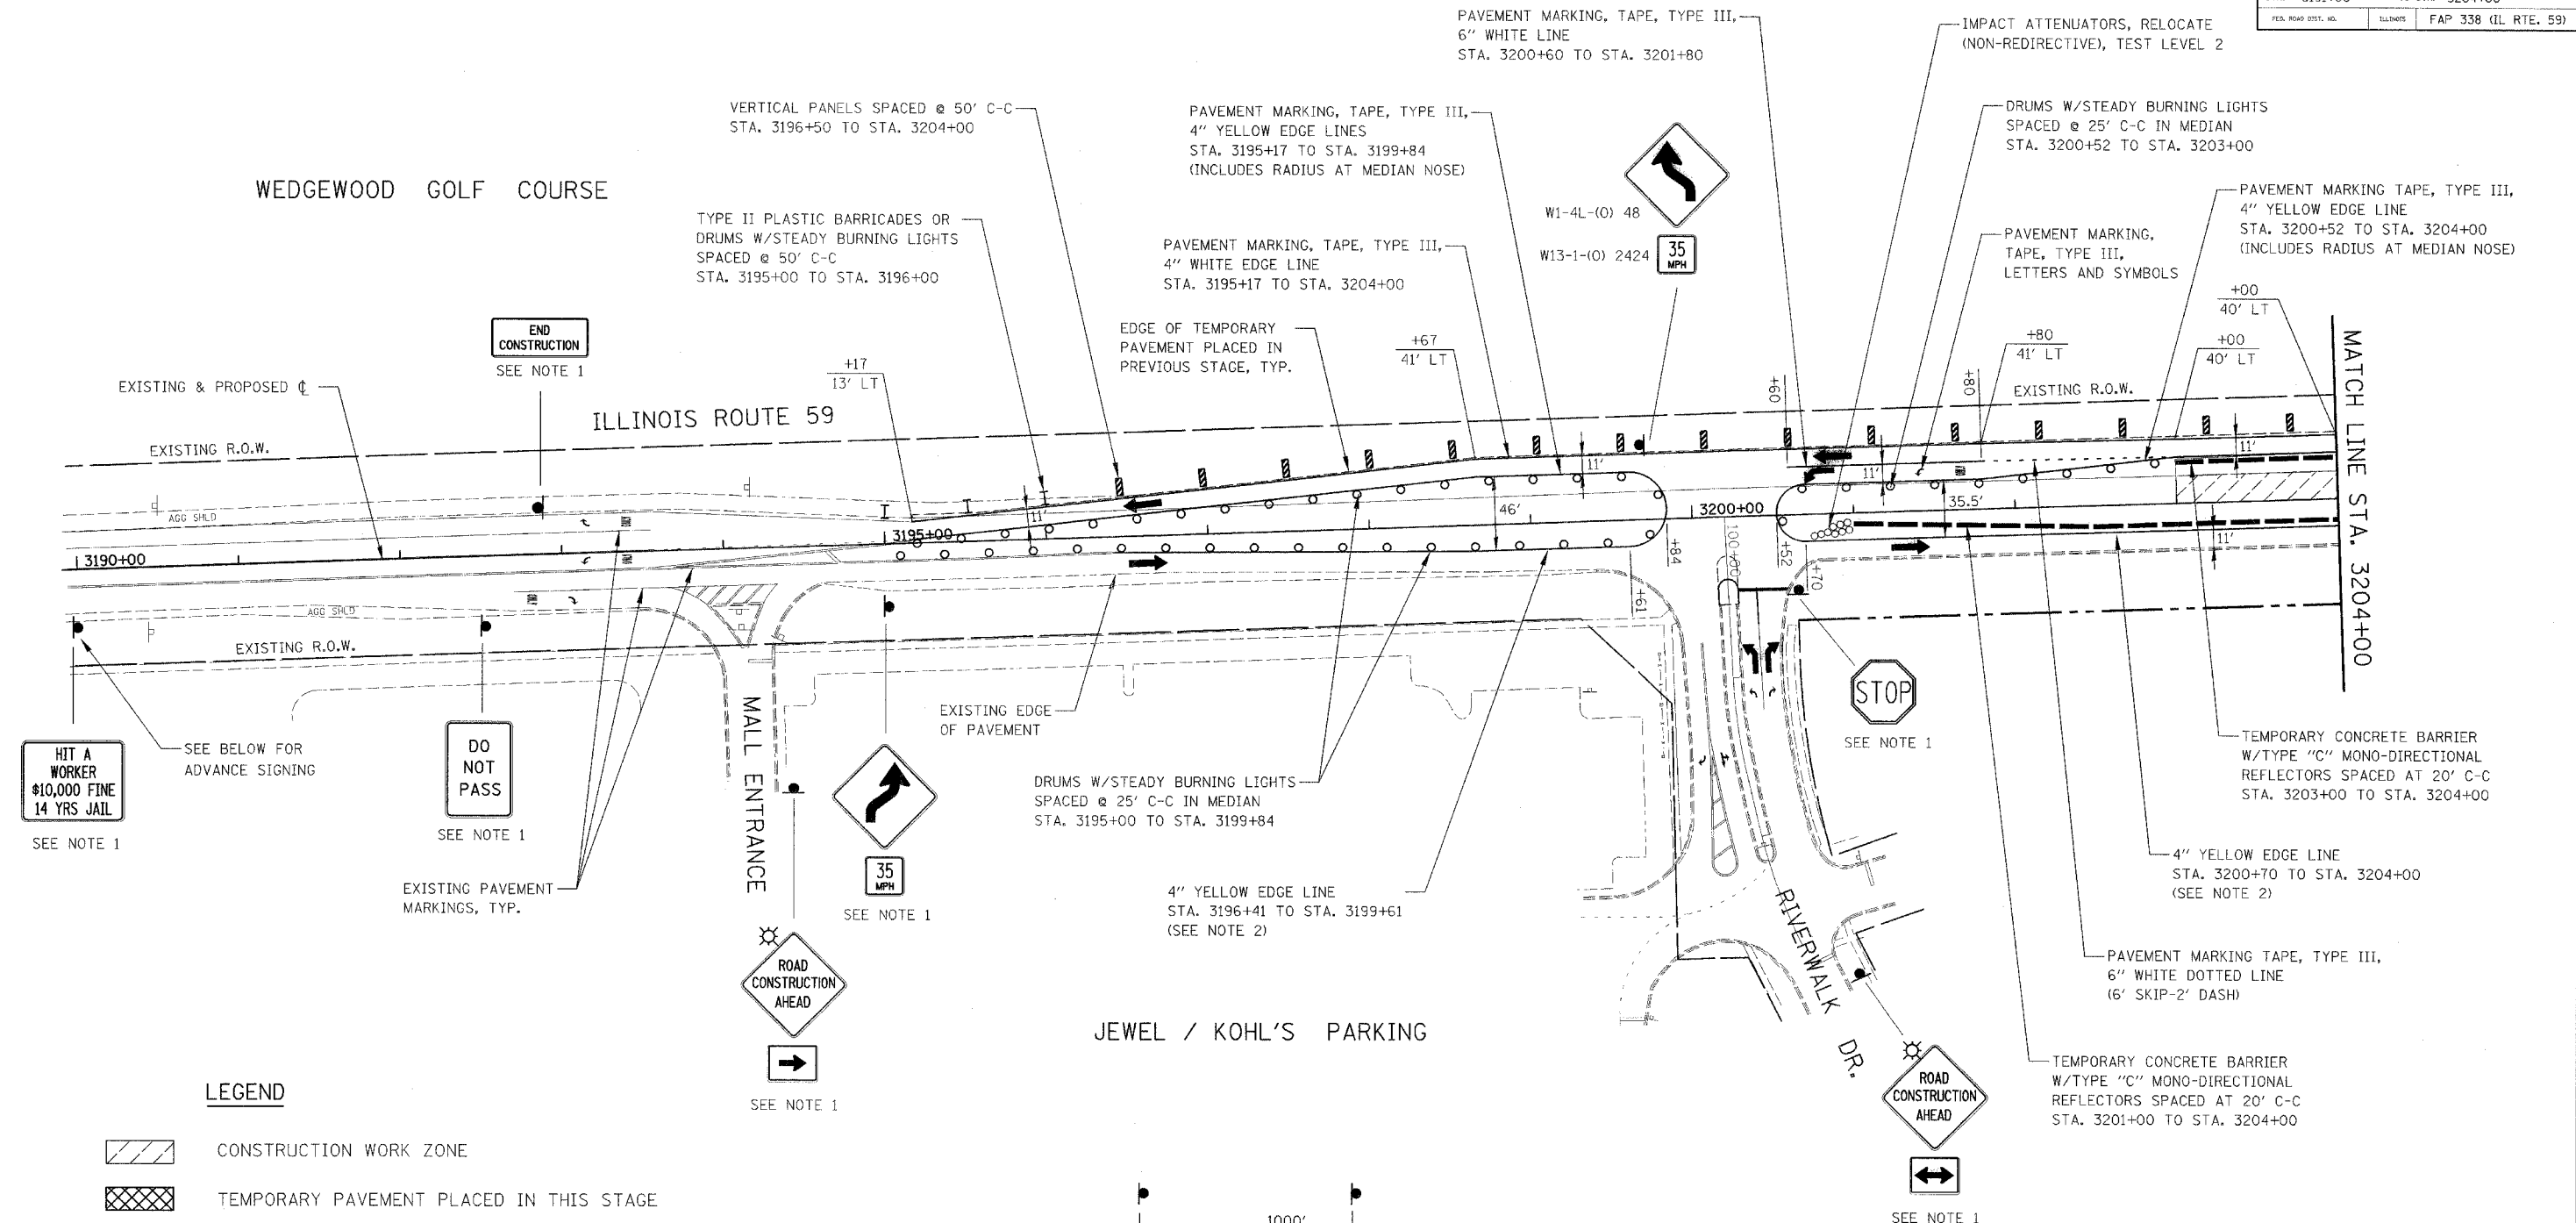 FED. ROAD DIST. NO.
ILLINOIS
FAP 338 (IL RTE. 59)
PAVEMENT MARKING, TAPE, TYPE III,
6" WHITE LINE
STA. 3200+60 TO STA. 3201+80
IMPACT ATTENUATORS, RELOCATE
(NON-REDIRECTIVE), TEST LEVEL 2
VERTICAL PANELS SPACED @ 50' C-C
STA. 3196+50 TO STA. 3204+00
PAVEMENT MARKING, TAPE, TYPE III,
4" YELLOW EDGE LINES
STA. 3195+17 TO STA. 3199+84
(INCLUDES RADIUS AT MEDIAN NOSE)
DRUMS W/STEADY BURNING LIGHTS
SPACED @ 25' C-C IN MEDIAN
STA. 3200+52 TO STA. 3203+00
WEDGEWOOD GOLF COURSE
TYPE II PLASTIC BARRICADES OR
DRUMS W/STEADY BURNING LIGHTS
SPACED @ 50' C-C
STA. 3195+00 TO STA. 3196+00
PAVEMENT MARKING, TAPE, TYPE III,
4" WHITE EDGE LINE
STA. 3195+17 TO STA. 3204+00
W1-4L-(O) 48
W13-1-(O) 2424
35
MPH
PAVEMENT MARKING,
TAPE, TYPE III,
LETTERS AND SYMBOLS
PAVEMENT MARKING TAPE, TYPE III,
4" YELLOW EDGE LINE
STA. 3200+52 TO STA. 3204+00
(INCLUDES RADIUS AT MEDIAN NOSE)
+00
40' LT
END
CONSTRUCTION
SEE NOTE 1
EDGE OF TEMPORARY
PAVEMENT PLACED IN
PREVIOUS STAGE, TYP.
+67
41' LT
+80
41' LT
+00
40' LT
EXISTING & PROPOSED ℄
+17
13' LT
ILLINOIS ROUTE 59
+60
+80
EXISTING R.O.W.
EXISTING R.O.W.
MATCH LINE STA. 3204+00
AGG SHLD
11'
11'
11'
11'
46'
35.5'
11'
3190+00
3195+00
3200+00
100+00
+84
+52
+70
+61
AGG SHLD
EXISTING R.O.W.
HIT A
WORKER
$10,000 FINE
14 YRS JAIL
SEE NOTE 1
SEE BELOW FOR
ADVANCE SIGNING
DO
NOT
PASS
SEE NOTE 1
EXISTING PAVEMENT
MARKINGS, TYP.
MALL ENTRANCE
EXISTING EDGE
OF PAVEMENT
35
MPH
SEE NOTE 1
DRUMS W/STEADY BURNING LIGHTS
SPACED @ 25' C-C IN MEDIAN
STA. 3195+00 TO STA. 3199+84
4" YELLOW EDGE LINE
STA. 3196+41 TO STA. 3199+61
(SEE NOTE 2)
STOP
SEE NOTE 1
TEMPORARY CONCRETE BARRIER
W/TYPE "C" MONO-DIRECTIONAL
REFLECTORS SPACED AT 20' C-C
STA. 3203+00 TO STA. 3204+00
4" YELLOW EDGE LINE
STA. 3200+70 TO STA. 3204+00
(SEE NOTE 2)
RIVERWALK DR.
PAVEMENT MARKING TAPE, TYPE III,
6" WHITE DOTTED LINE
(6' SKIP-2' DASH)
ROAD
CONSTRUCTION
AHEAD
SEE NOTE 1
JEWEL / KOHL'S PARKING
ROAD
CONSTRUCTION
AHEAD
SEE NOTE 1
TEMPORARY CONCRETE BARRIER
W/TYPE "C" MONO-DIRECTIONAL
REFLECTORS SPACED AT 20' C-C
STA. 3201+00 TO STA. 3204+00
LEGEND
CONSTRUCTION WORK ZONE
TEMPORARY PAVEMENT PLACED IN THIS STAGE
1000'